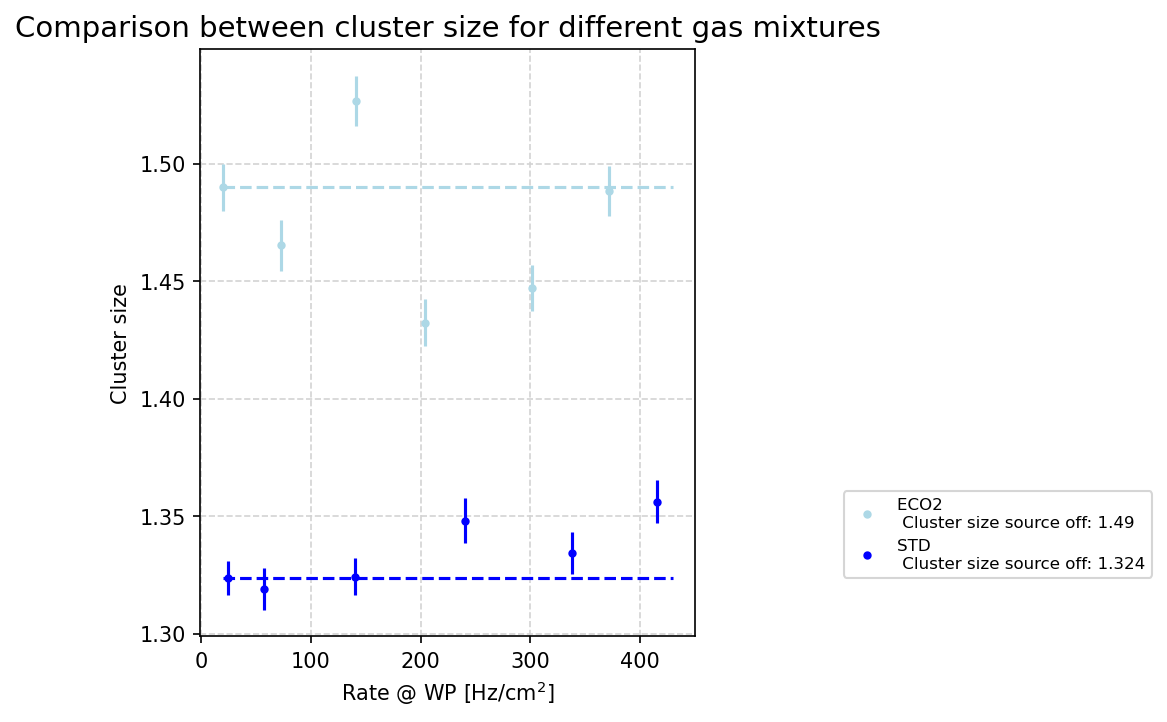 Comparison between cluster size for different gas mixtures
1.50
1.45
1.40
1.35
1.30
Cluster size
0 100 200 300 400
Rate @ WP [Hz/cm²]
ECO2
Cluster size source off: 1.49
STD
Cluster size source off: 1.324